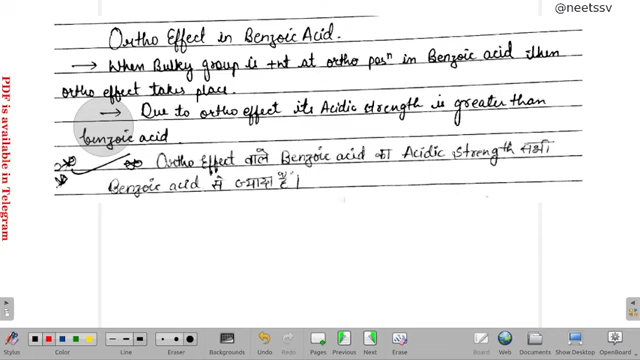 @neetssv
Ortho Effect in Benzoic Acid.
→ When Bulky group is +nt at ortho posⁿ in Benzoic acid then
ortho effect takes place.
→ Due to ortho effect its Acidic strength is greater than
benzoic acid.
Ortho Effect वाले Benzoic acid का Acidic strength सभी
Benzoic acid से ज्यादा है।
PDF is available in Telegram
Menu
Stylus
Color
Line
Eraser
Backgrounds
Undo
Redo
Pages
Previous
Next
Erase
Board
Web
Documents
Show Desktop
OpenBoard